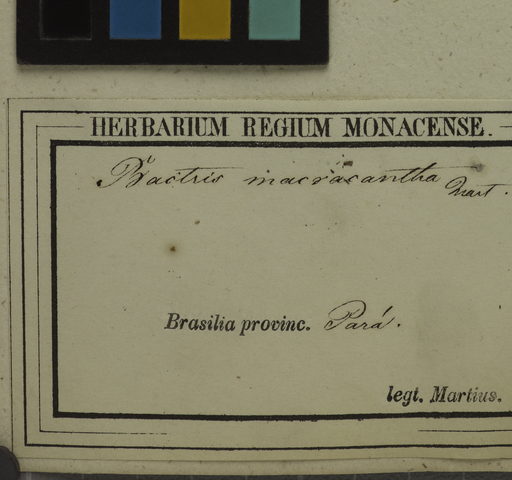 HERBARIUM REGIUM MONACENSE.
Bactris macracantha Mart.
Brasilia provinc. Pará.
legt. Martius.